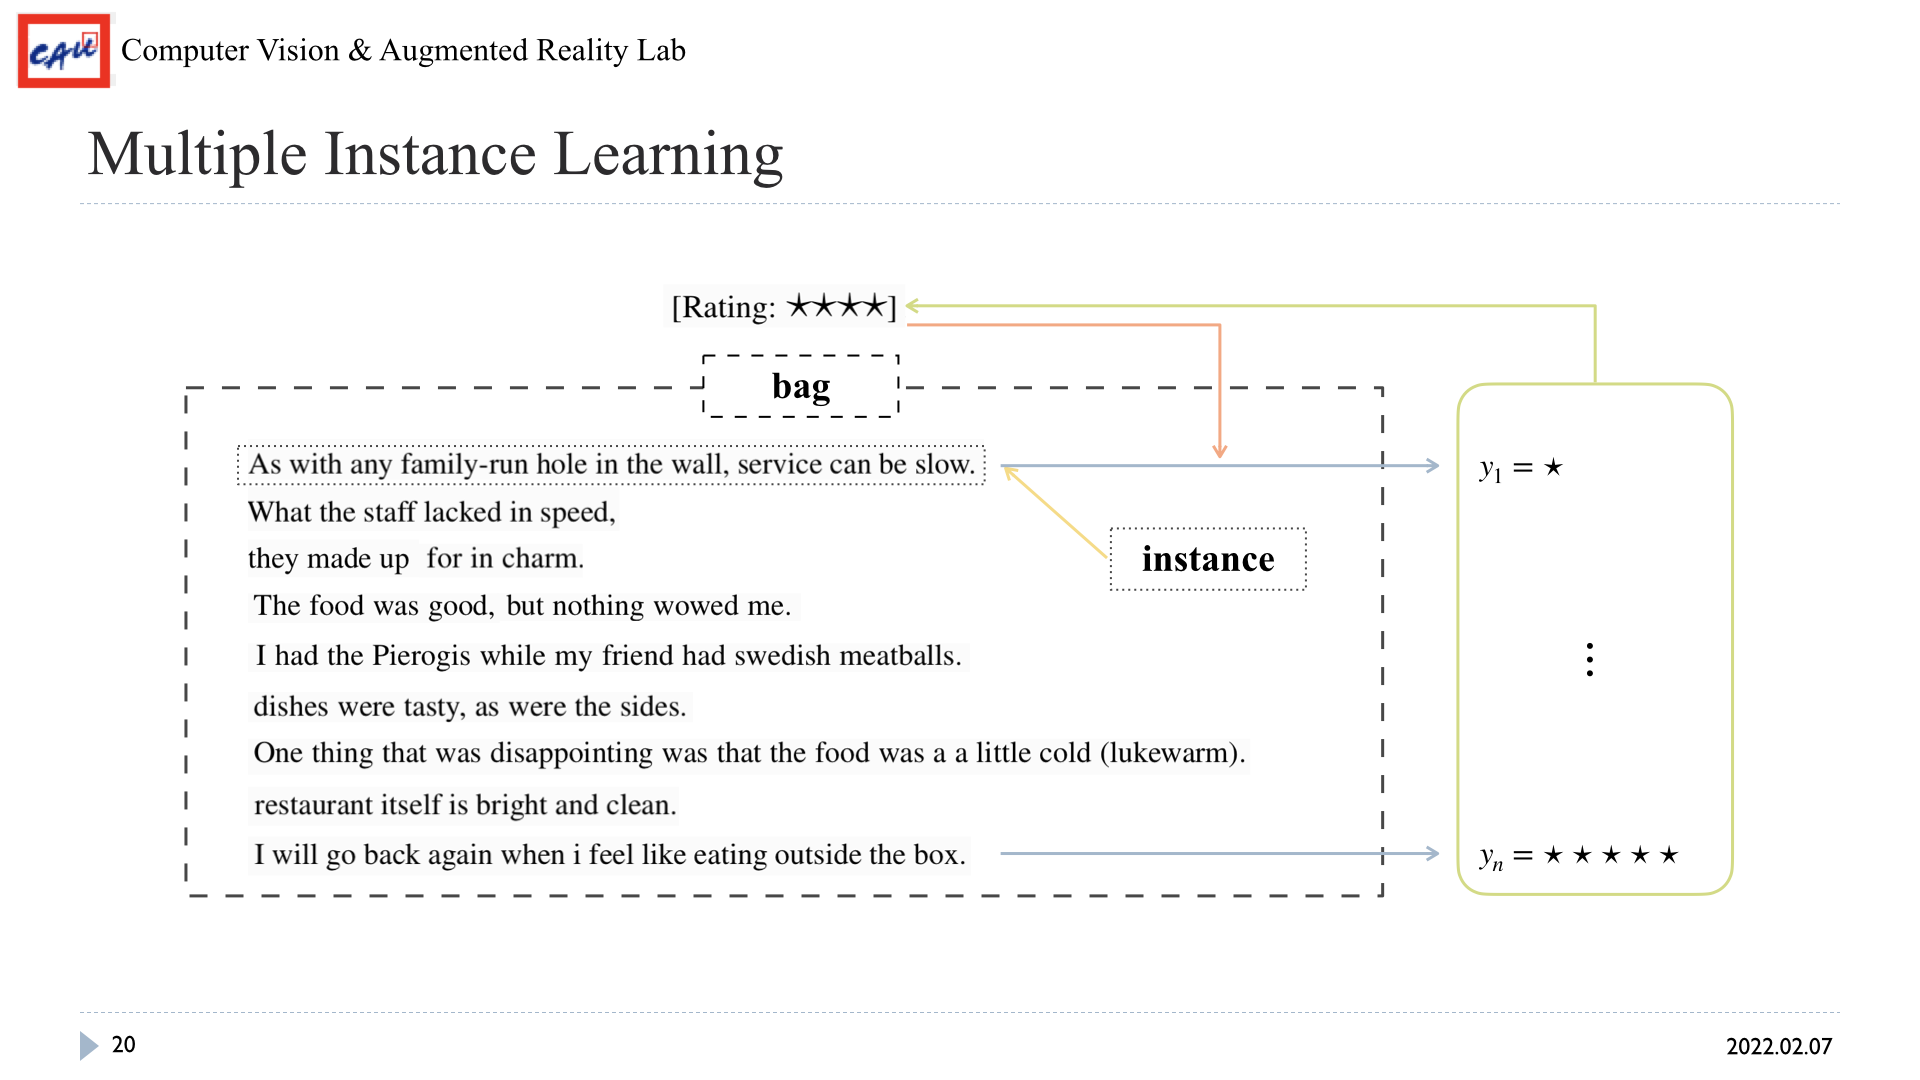 CAU Computer Vision & Augmented Reality Lab
Multiple Instance Learning
[Rating: ★★★★]
bag
As with any family-run hole in the wall, service can be slow.
y₁ = ★
What the staff lacked in speed,
they made up for in charm.
instance
The food was good, but nothing wowed me.
I had the Pierogis while my friend had swedish meatballs.
⋮
dishes were tasty, as were the sides.
One thing that was disappointing was that the food was a a little cold (lukewarm).
restaurant itself is bright and clean.
I will go back again when i feel like eating outside the box.
yₙ = ★ ★ ★ ★ ★
20
2022.02.07